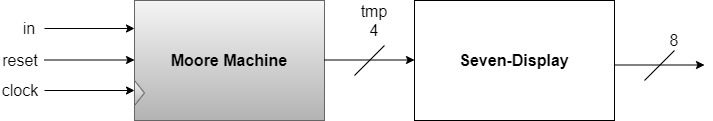 in
reset
clock
Moore Machine
tmp
4
Seven-Display
8